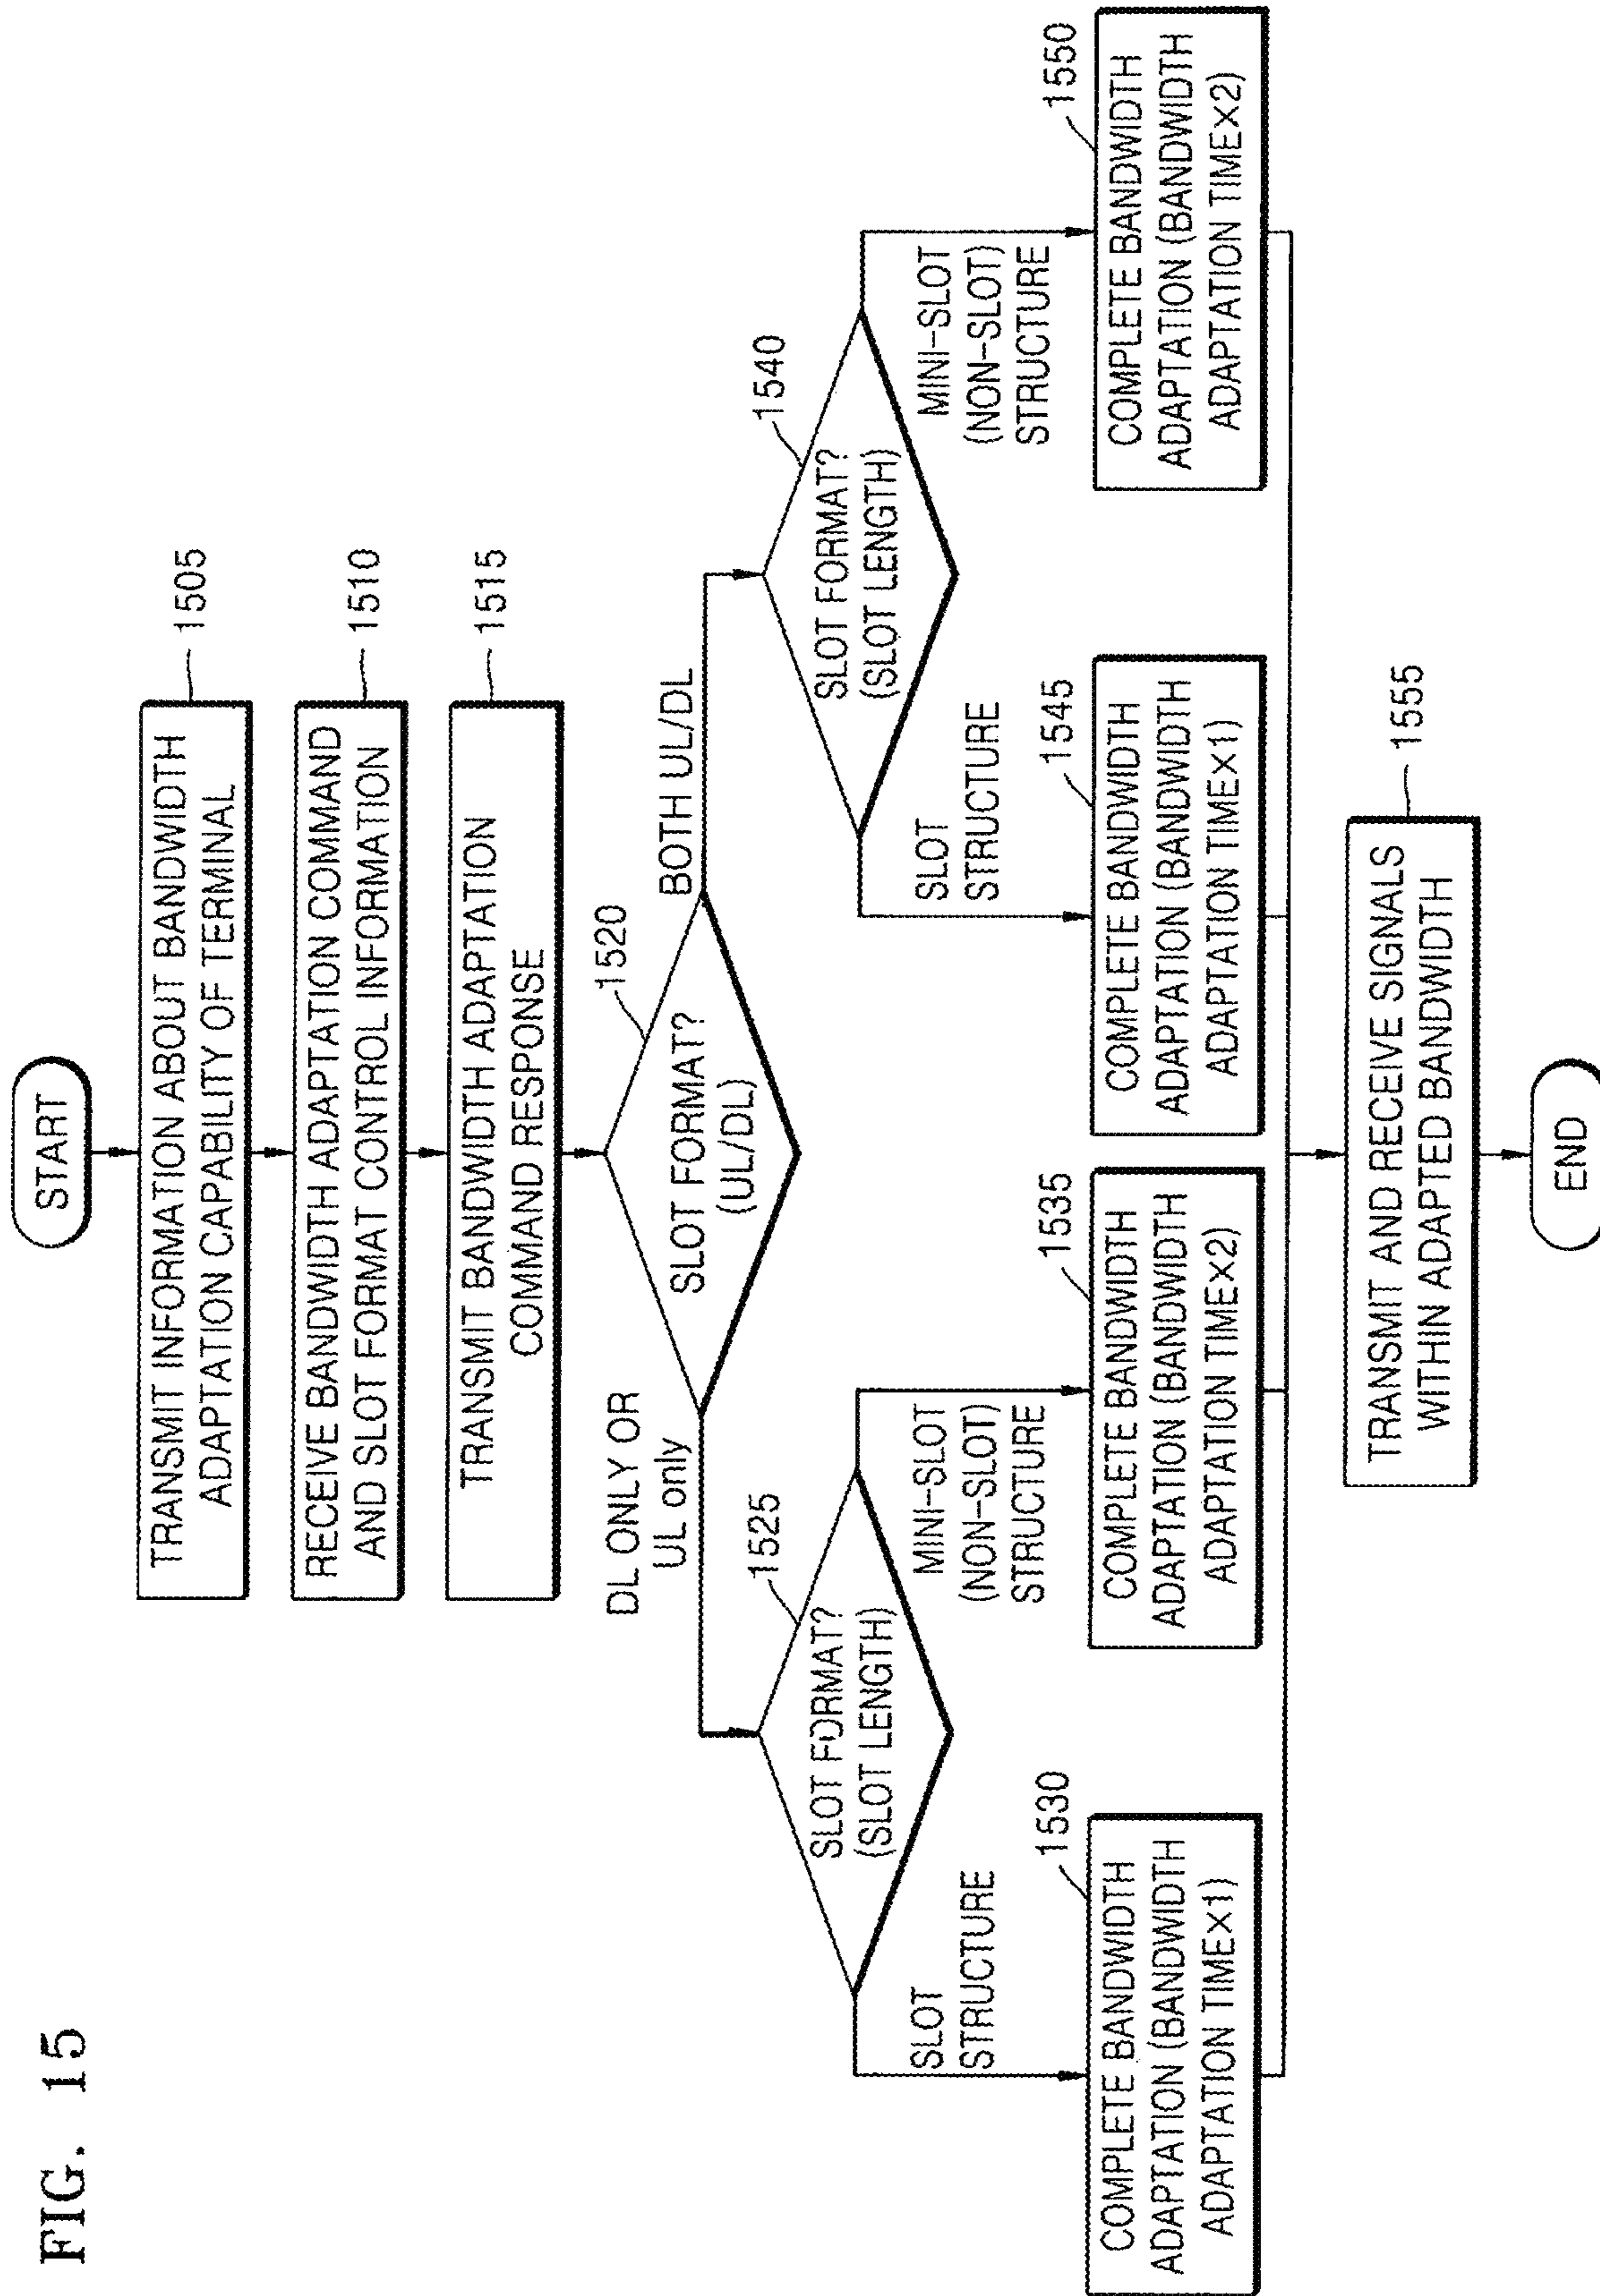 FIG. 15
START
TRANSMIT INFORMATION ABOUT BANDWIDTH
ADAPTATION CAPABILITY OF TERMINAL
1505
RECEIVE BANDWIDTH ADAPTATION COMMAND
AND SLOT FORMAT CONTROL INFORMATION
1510
TRANSMIT BANDWIDTH ADAPTATION
COMMAND RESPONSE
1515
SLOT FORMAT?
(UL/DL)
1520
DL ONLY OR
UL only
BOTH UL/DL
SLOT FORMAT?
(SLOT LENGTH)
1525
SLOT FORMAT?
(SLOT LENGTH)
1540
SLOT
STRUCTURE
MINI-SLOT
(NON-SLOT)
STRUCTURE
SLOT
STRUCTURE
MINI-SLOT
(NON-SLOT)
STRUCTURE
1530
COMPLETE BANDWIDTH
ADAPTATION (BANDWIDTH
ADAPTATION TIME×1)
1535
COMPLETE BANDWIDTH
ADAPTATION (BANDWIDTH
ADAPTATION TIME×2)
1545
COMPLETE BANDWIDTH
ADAPTATION (BANDWIDTH
ADAPTATION TIME×1)
1550
COMPLETE BANDWIDTH
ADAPTATION (BANDWIDTH
ADAPTATION TIME×2)
TRANSMIT AND RECEIVE SIGNALS
WITHIN ADAPTED BANDWIDTH
1555
END